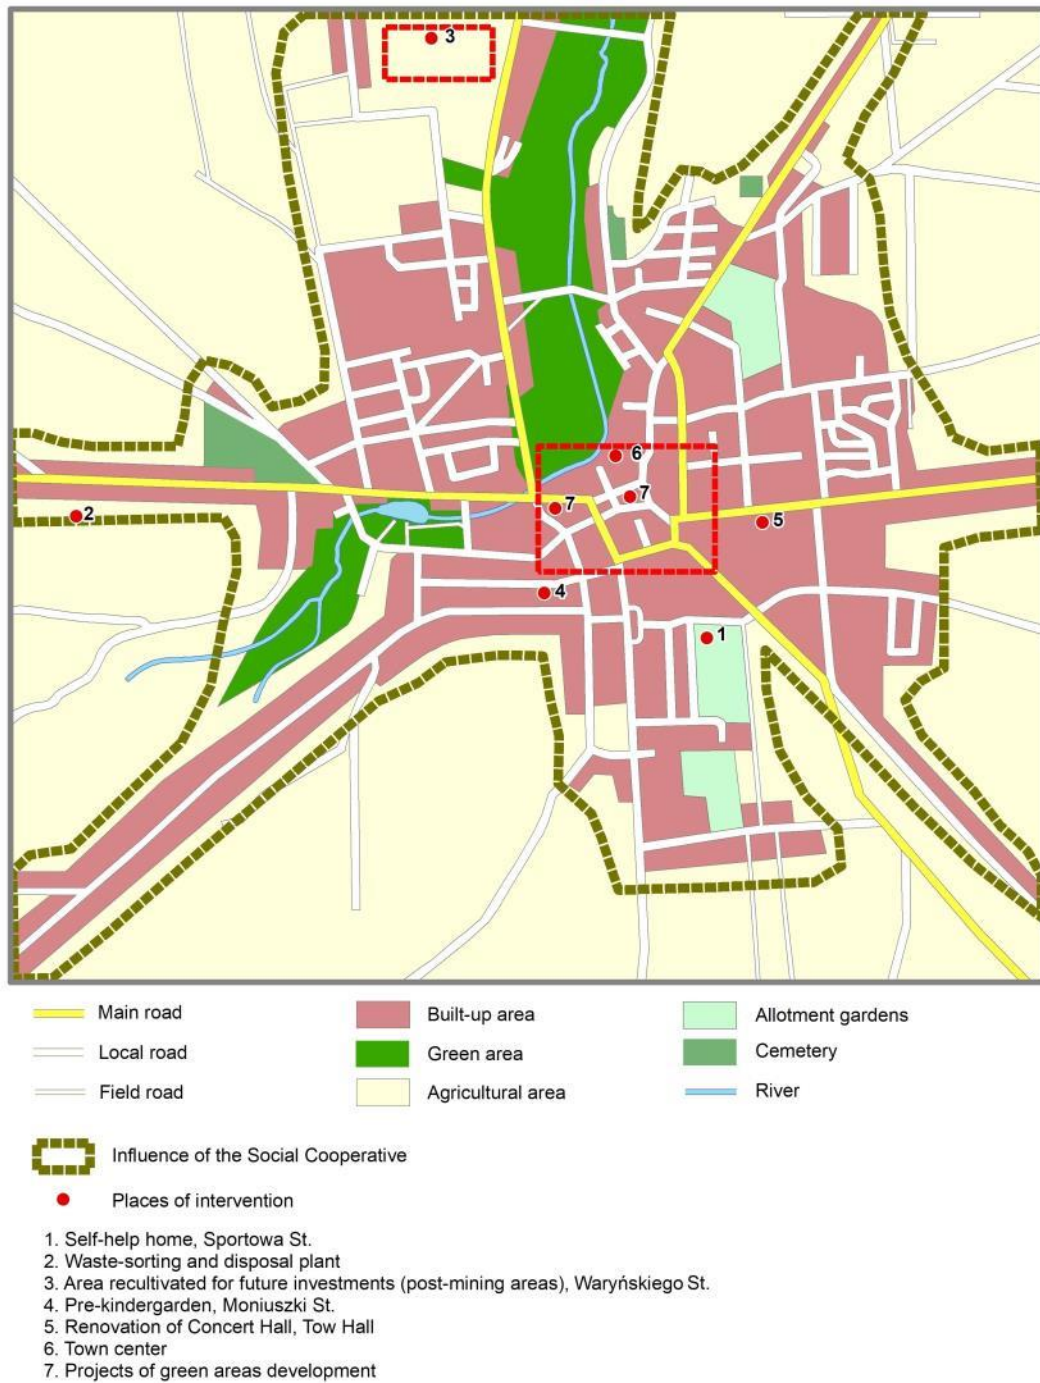 3
6
7
7
2
5
4
1
Main road
Built-up area
Allotment gardens
Local road
Green area
Cemetery
Field road
Agricultural area
River
Influence of the Social Cooperative
Places of intervention
1. Self-help home, Sportowa St.
2. Waste-sorting and disposal plant
3. Area recultivated for future investments (post-mining areas), Waryńskiego St.
4. Pre-kindergarden, Moniuszki St.
5. Renovation of Concert Hall, Tow Hall
6. Town center
7. Projects of green areas development